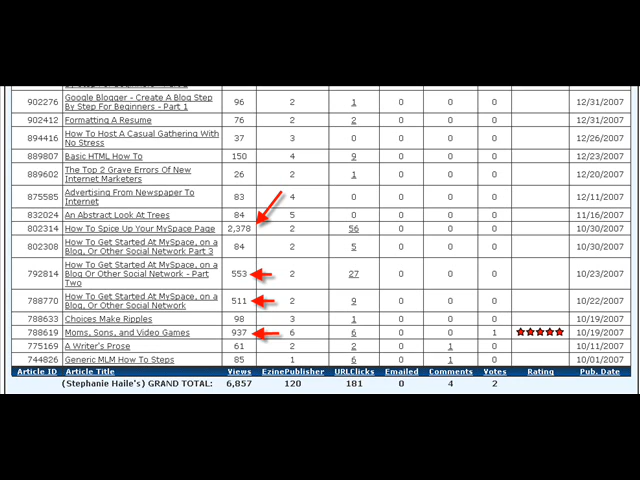 902276 Google Blogger - Create A Blog Step By Step For Beginners - Part 1 96 2 1 0 0 0 12/31/2007
902412 Formatting A Resume 76 2 2 0 0 0 12/31/2007
894416 How To Host A Casual Gathering With No Stress 37 3 0 0 0 0 12/26/2007
889807 Basic HTML How To 150 4 9 0 0 0 12/23/2007
889602 The Top 2 Grave Errors Of New Internet Marketers 26 2 1 0 0 0 12/20/2007
875585 Advertising From Newspaper To Internet 83 4 0 0 0 0 12/11/2007
832024 An Abstract Look At Trees 84 5 0 0 0 0 11/16/2007
802314 How To Spice Up Your MySpace Page 2,378 2 56 0 0 0 10/30/2007
802308 How To Get Started At MySpace, on a Blog, Or Other Social Network Part 3 84 2 5 0 0 0 10/30/2007
792814 How To Get Started At MySpace, on a Blog Or Other Social Network - Part Two 553 2 27 0 0 0 10/23/2007
788770 How To Get Started At MySpace, on a Blog, Or Other Social Network 511 2 9 0 0 0 10/22/2007
788633 Choices Make Ripples 98 3 1 0 0 0 10/19/2007
788619 Moms, Sons, and Video Games 937 6 6 0 0 1 10/19/2007
775169 A Writer's Prose 61 2 2 0 1 0 10/11/2007
744826 Generic MLM How To Steps 85 1 6 0 1 0 10/01/2007
Article ID Article Title Views EzinePublisher URLClicks Emailed Comments Votes Rating Pub. Date
(Stephanie Haile's) GRAND TOTAL: 6,857 120 181 0 4 2